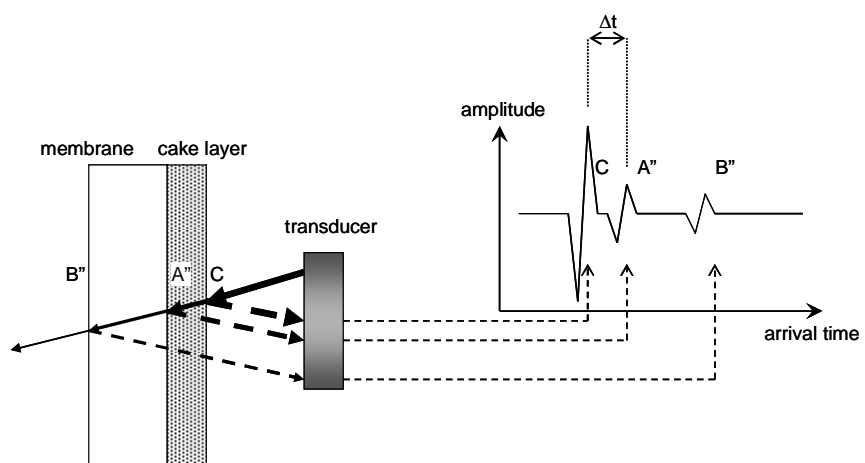 Δt
amplitude
C
A”
B”
membrane
cake layer
transducer
B”
A”
C
arrival time